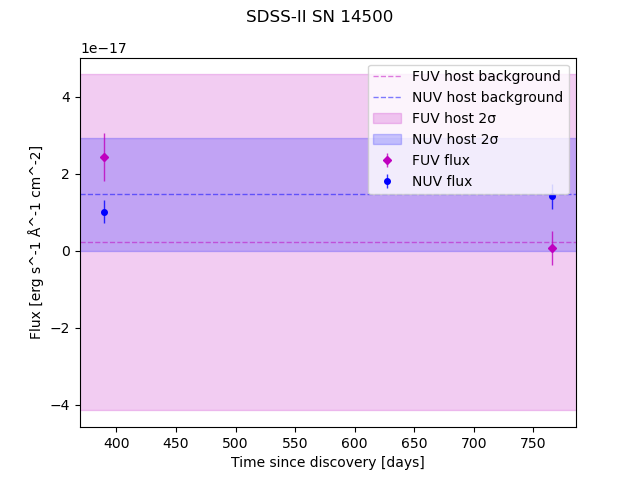 SDSS-II SN 14500
1e−17
FUV host background
NUV host background
FUV host 2σ
NUV host 2σ
FUV flux
NUV flux
4
2
0
−2
−4
Flux [erg s^-1 Å^-1 cm^-2]
400 450 500 550 600 650 700 750
Time since discovery [days]